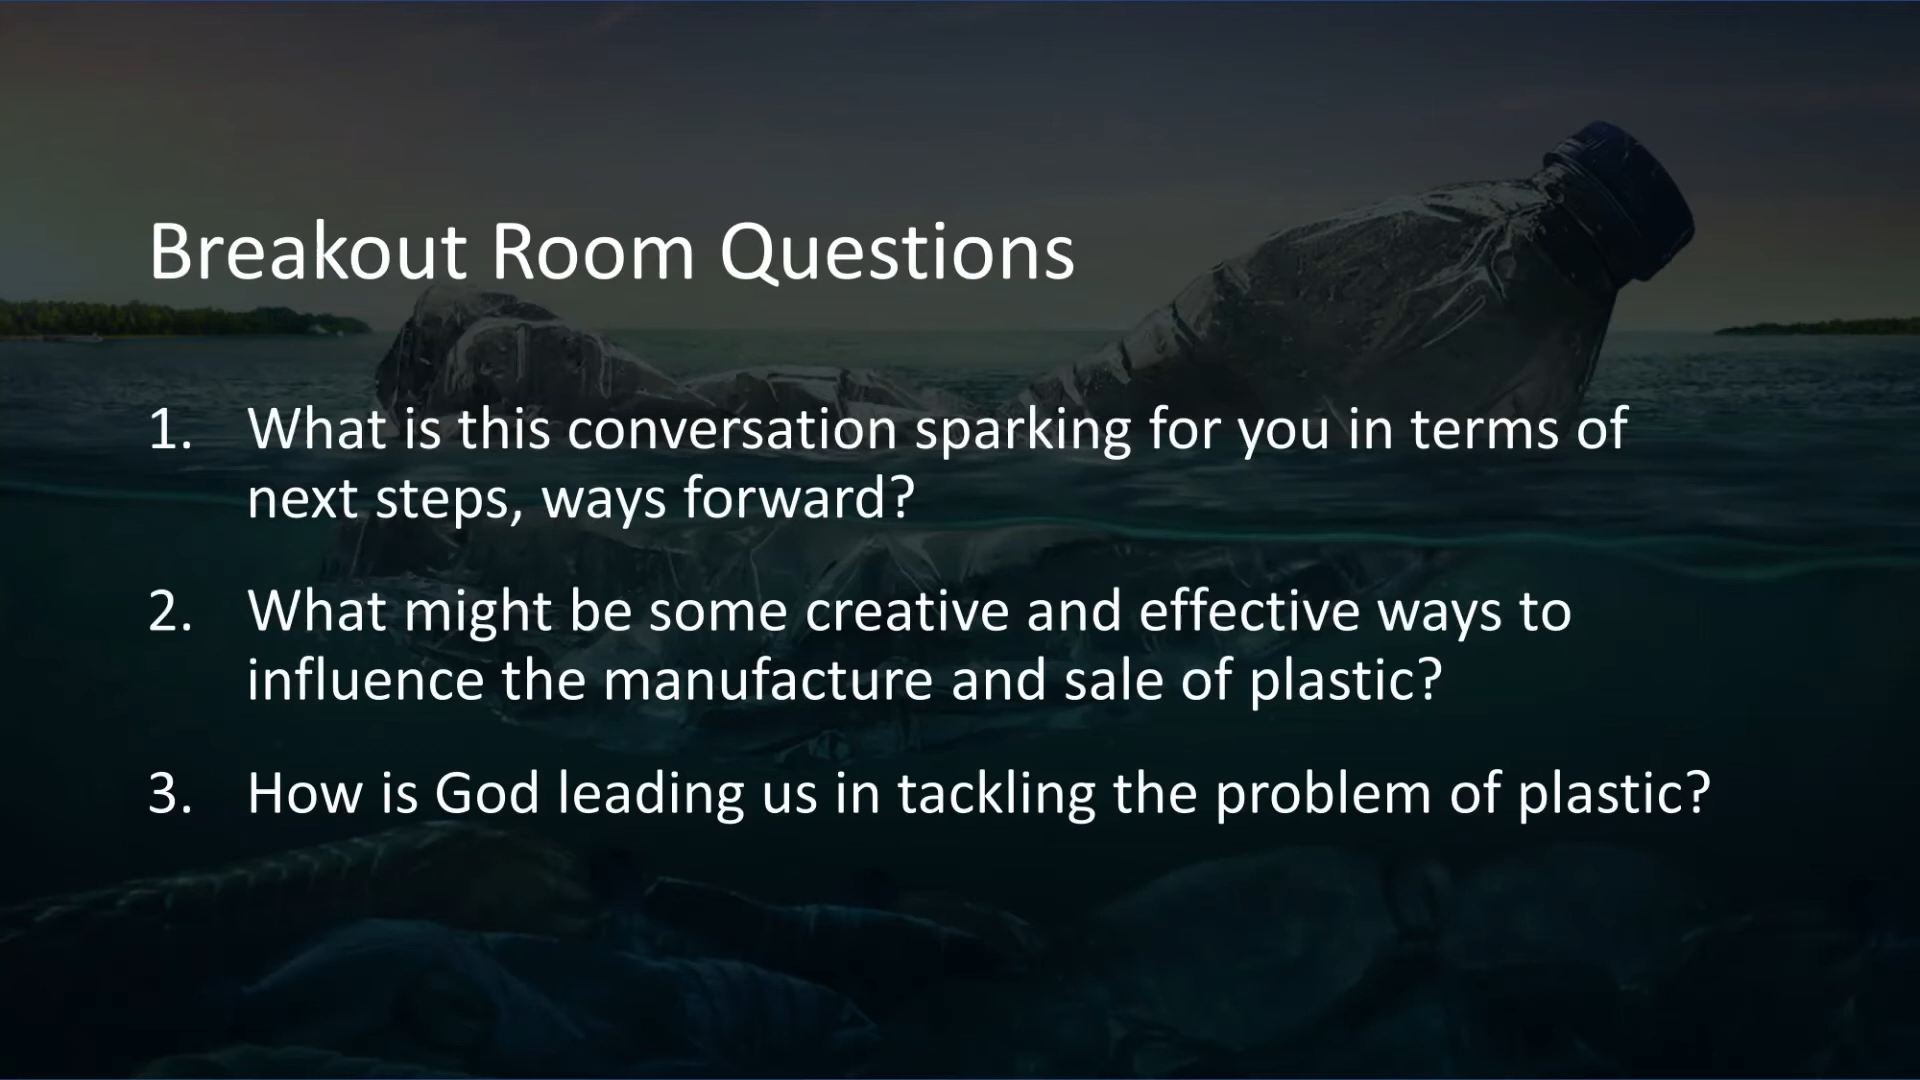 Breakout Room Questions
1. What is this conversation sparking for you in terms of
next steps, ways forward?
2. What might be some creative and effective ways to
influence the manufacture and sale of plastic?
3. How is God leading us in tackling the problem of plastic?